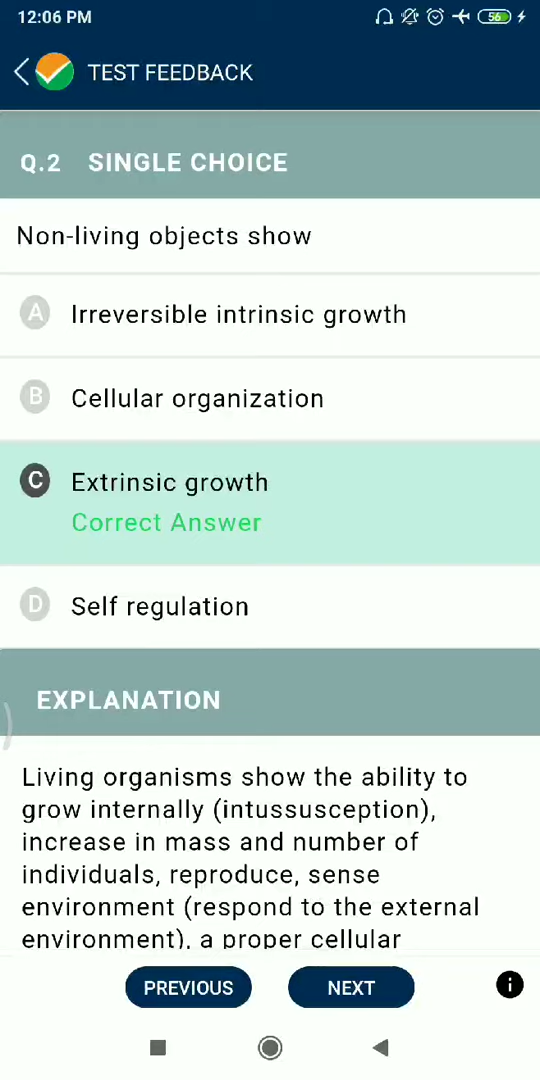 12:06 PM
56
TEST FEEDBACK
Q.2 SINGLE CHOICE
Non-living objects show
A Irreversible intrinsic growth
B Cellular organization
C Extrinsic growth
Correct Answer
D Self regulation
EXPLANATION
Living organisms show the ability to
grow internally (intussusception),
increase in mass and number of
individuals, reproduce, sense
environment (respond to the external
environment), a proper cellular
PREVIOUS NEXT